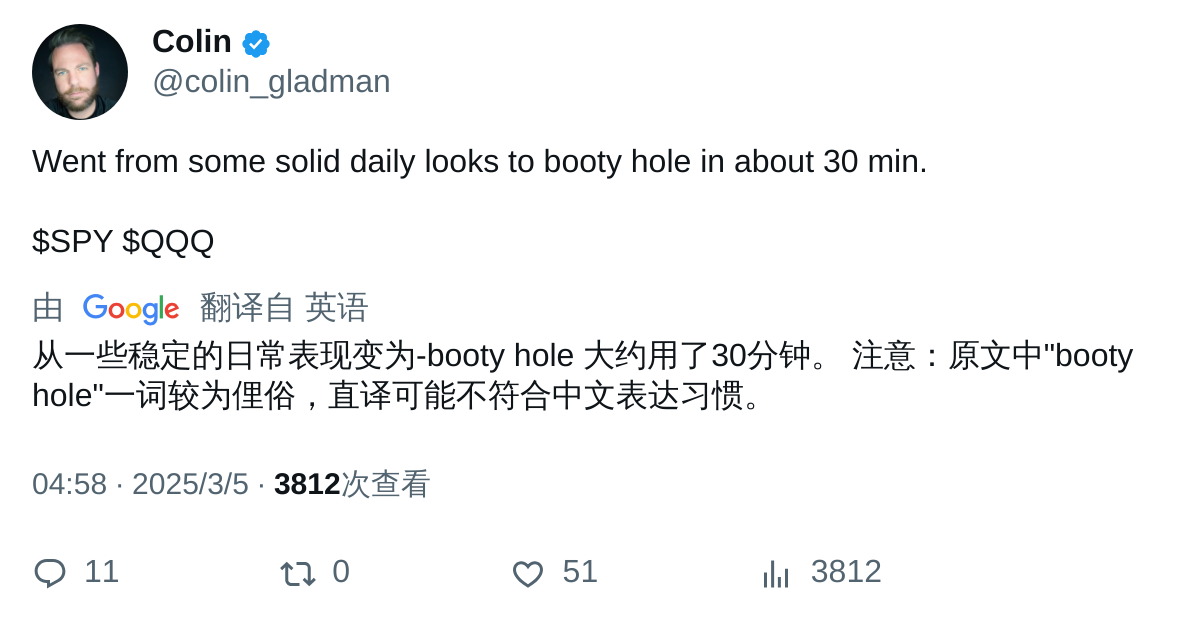 Colin
@colin_gladman
Went from some solid daily looks to booty hole in about 30 min.
$SPY $QQQ
由 Google 翻译自 英语
从一些稳定的日常表现变为-booty hole 大约用了30分钟。 注意：原文中"booty
hole"一词较为俚俗，直译可能不符合中文表达习惯。
04:58 · 2025/3/5 · 3812次查看
11 0 51 3812